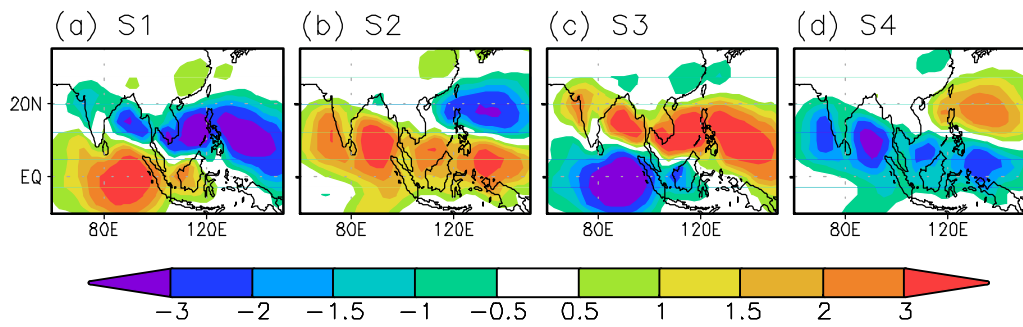 (a) S1 (b) S2 (c) S3 (d) S4
20N
EQ
80E 120E 80E 120E 80E 120E 80E 120E
-3 -2 -1.5 -1 -0.5 0.5 1 1.5 2 3